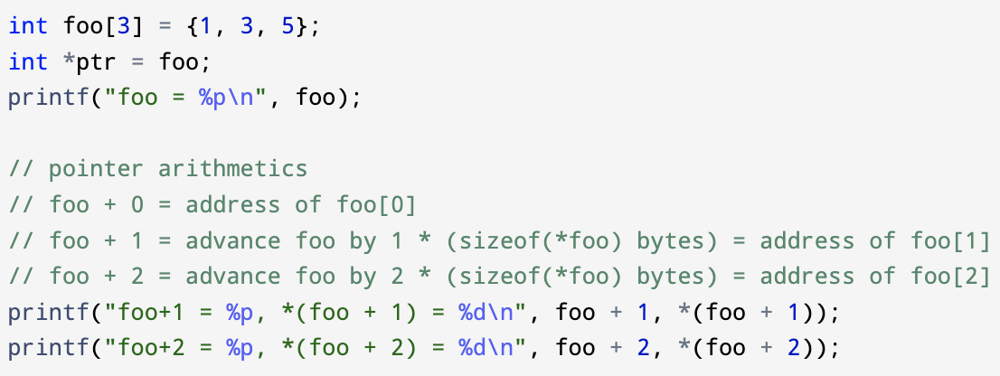 int foo[3] = {1, 3, 5};
int *ptr = foo;
printf("foo = %p\n", foo);

// pointer arithmetics
// foo + 0 = address of foo[0]
// foo + 1 = advance foo by 1 * (sizeof(*foo) bytes) = address of foo[1]
// foo + 2 = advance foo by 2 * (sizeof(*foo) bytes) = address of foo[2]
printf("foo+1 = %p, *(foo + 1) = %d\n", foo + 1, *(foo + 1));
printf("foo+2 = %p, *(foo + 2) = %d\n", foo + 2, *(foo + 2));